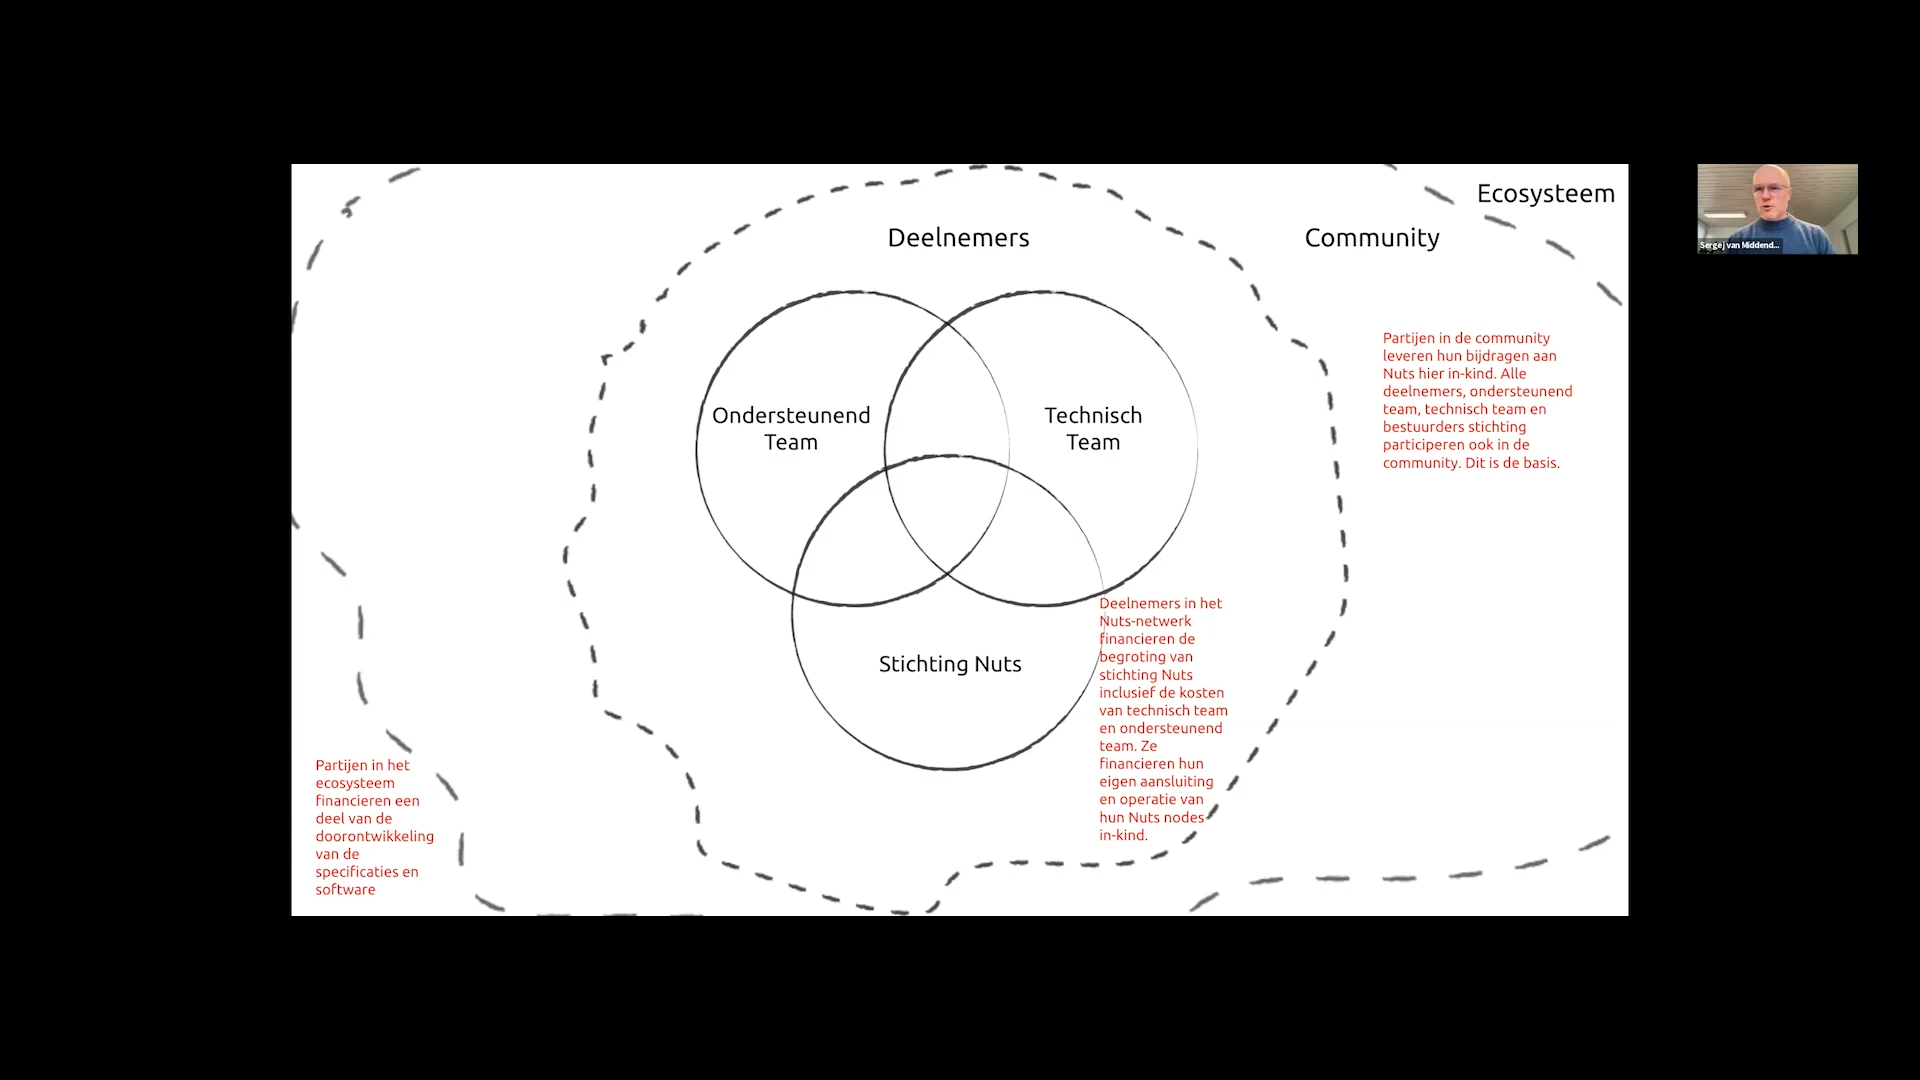 Ecosysteem
Deelnemers
Community
Sergej van Middend...
Partijen in de community
leveren hun bijdragen aan
Nuts hier in-kind. Alle
deelnemers, ondersteunend
team, technisch team en
bestuurders stichting
participeren ook in de
community. Dit is de basis.
Ondersteunend
Team
Technisch
Team
Stichting Nuts
Deelnemers in het
Nuts-netwerk
financieren de
begroting van
stichting Nuts
inclusief de kosten
van technisch team
en ondersteunend
team. Ze
financieren hun
eigen aansluiting
en operatie van
hun Nuts nodes
in-kind.
Partijen in het
ecosysteem
financieren een
deel van de
doorontwikkeling
van de
specificaties en
software